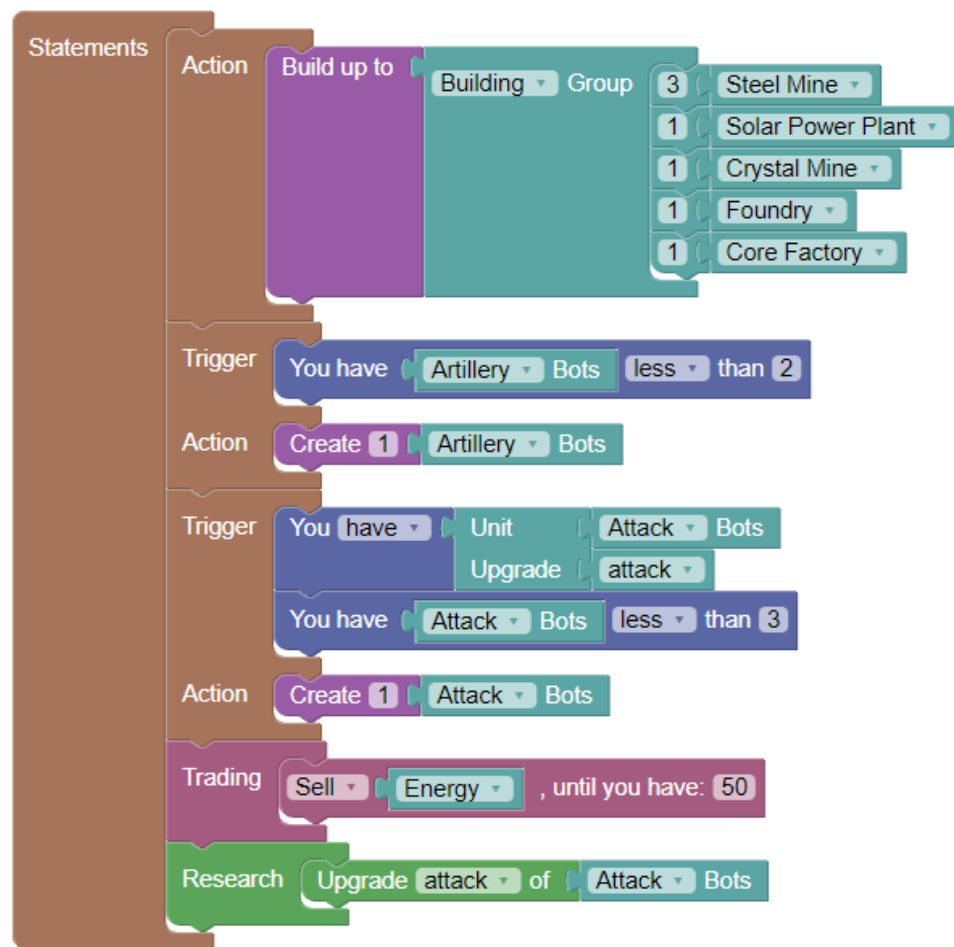 Statements
Action Build up to Building Group 3 Steel Mine
1 Solar Power Plant
1 Crystal Mine
1 Foundry
1 Core Factory
Trigger You have Artillery Bots less than 2
Action Create 1 Artillery Bots
Trigger You have Unit Attack Bots
Upgrade attack
You have Attack Bots less than 3
Action Create 1 Attack Bots
Trading Sell Energy , until you have: 50
Research Upgrade attack of Attack Bots